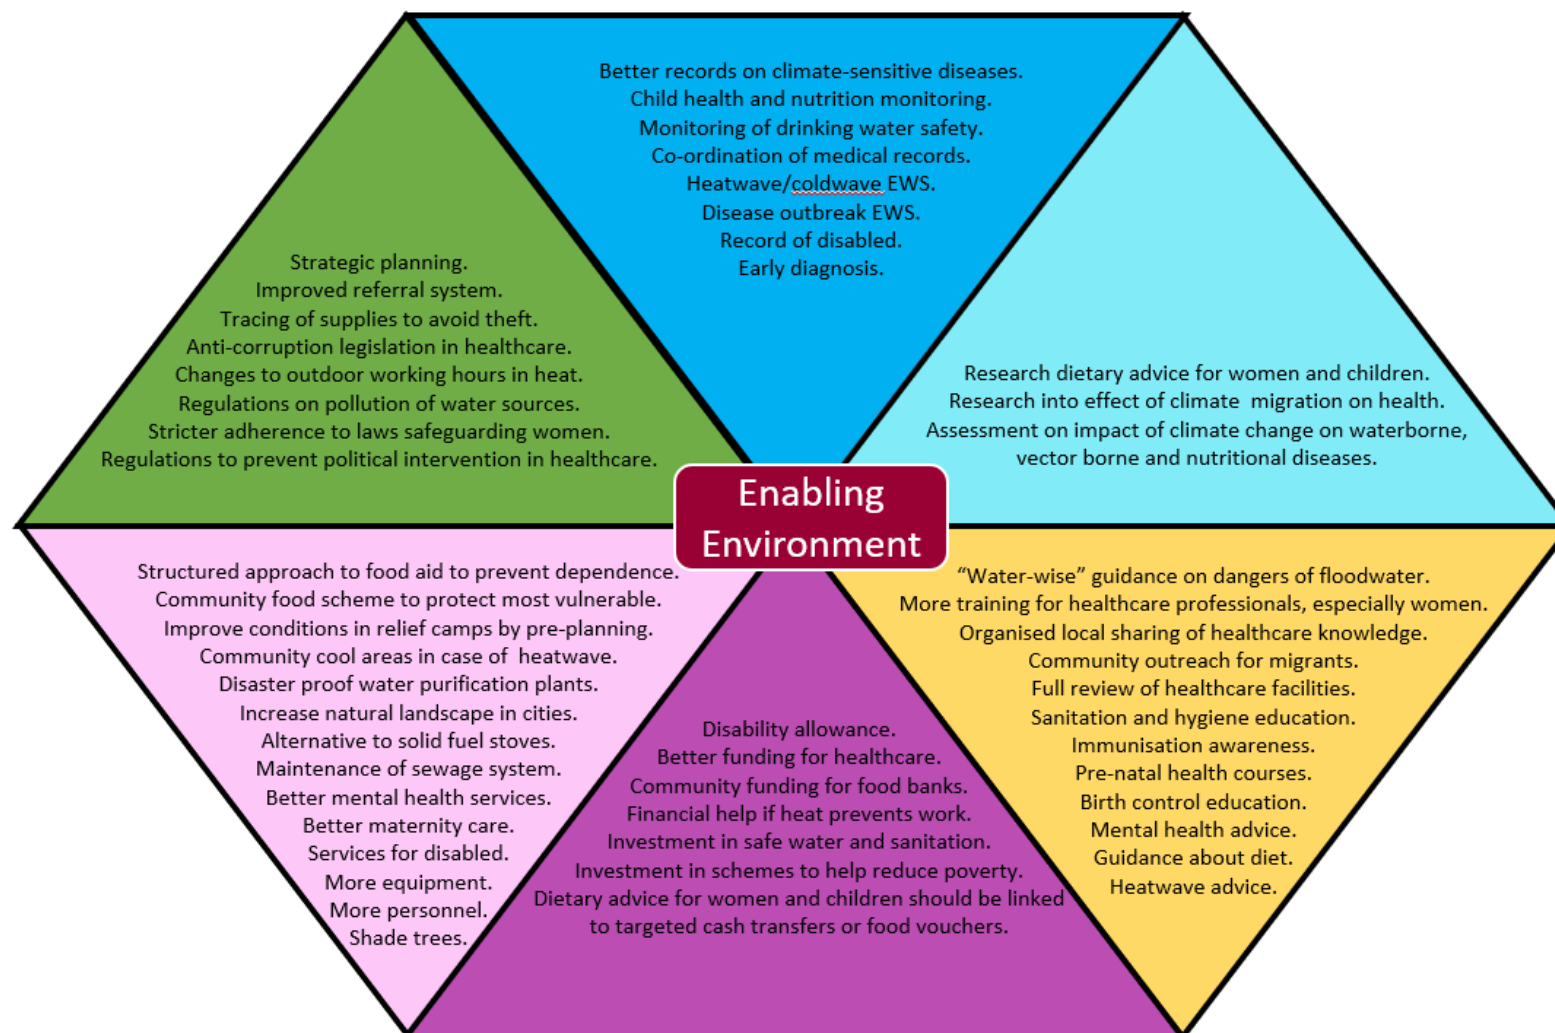 Better records on climate-sensitive diseases.
Child health and nutrition monitoring.
Monitoring of drinking water safety.
Co-ordination of medical records.
Heatwave/coldwave EWS.
Disease outbreak EWS.
Record of disabled.
Early diagnosis.
Strategic planning.
Improved referral system.
Tracing of supplies to avoid theft.
Anti-corruption legislation in healthcare.
Changes to outdoor working hours in heat.
Regulations on pollution of water sources.
Stricter adherence to laws safeguarding women.
Regulations to prevent political intervention in healthcare.
Research dietary advice for women and children.
Research into effect of climate  migration on health.
Assessment on impact of climate change on waterborne,
vector borne and nutritional diseases.
Enabling
Environment
Structured approach to food aid to prevent dependence.
Community food scheme to protect most vulnerable.
Improve conditions in relief camps by pre-planning.
Community cool areas in case of  heatwave.
Disaster proof water purification plants.
Increase natural landscape in cities.
Alternative to solid fuel stoves.
Maintenance of sewage system.
Better mental health services.
Better maternity care.
Services for disabled.
More equipment.
More personnel.
Shade trees.
Disability allowance.
Better funding for healthcare.
Community funding for food banks.
Financial help if heat prevents work.
Investment in safe water and sanitation.
Investment in schemes to help reduce poverty.
Dietary advice for women and children should be linked
to targeted cash transfers or food vouchers.
“Water-wise” guidance on dangers of floodwater.
More training for healthcare professionals, especially women.
Organised local sharing of healthcare knowledge.
Community outreach for migrants.
Full review of healthcare facilities.
Sanitation and hygiene education.
Immunisation awareness.
Pre-natal health courses.
Birth control education.
Mental health advice.
Guidance about diet.
Heatwave advice.